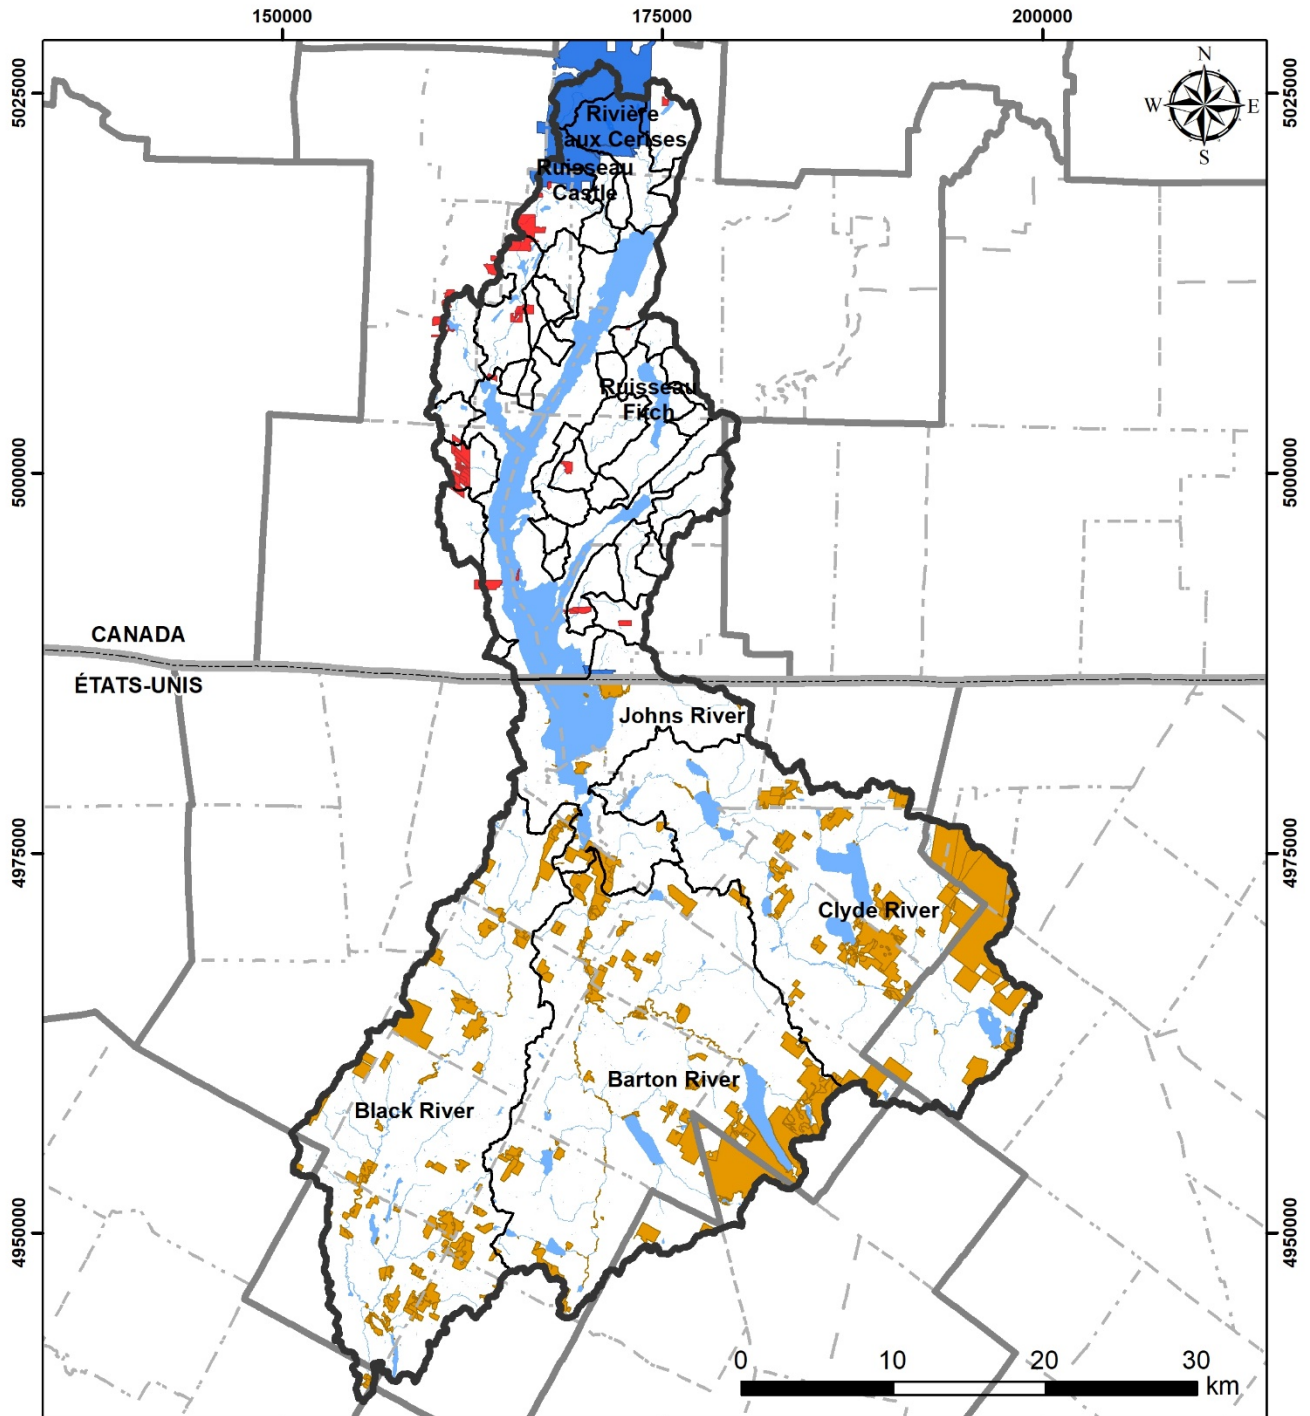 150000
175000
200000
N
W
E
S
5025000
5025000
Rivière
aux Cerises
Ruisseau
Castle
Ruisseau
Fitch
5000000
5000000
CANADA
ÉTATS-UNIS
Johns River
4975000
4975000
Clyde River
Barton River
Black River
4950000
4950000
0
10
20
30
km